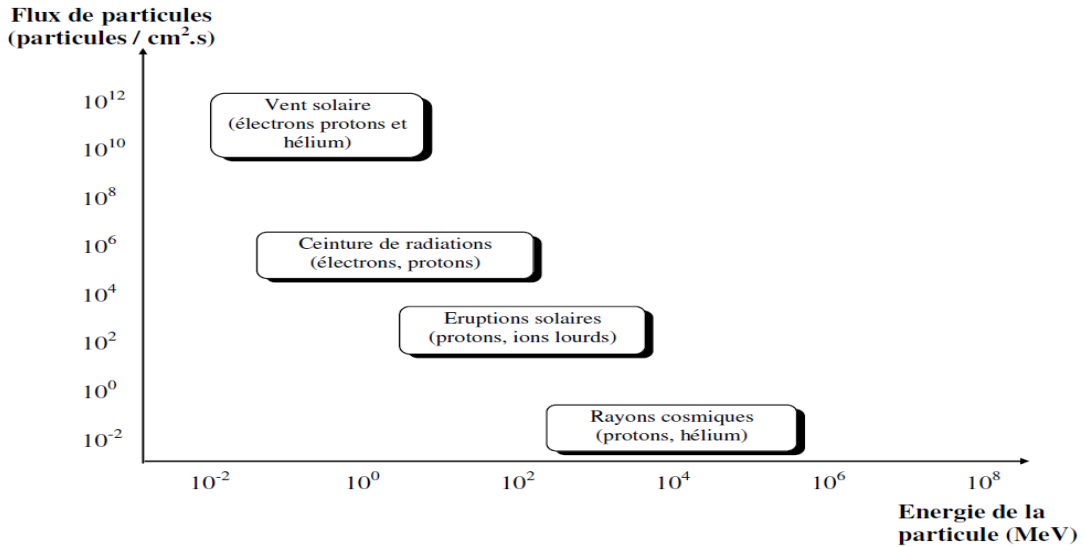 Flux de particules
(particules / cm².s)
10¹²
Vent solaire
(électrons protons et
hélium)
10¹⁰
10⁸
10⁶
Ceinture de radiations
(électrons, protons)
10⁴
Eruptions solaires
(protons, ions lourds)
10²
10⁰
Rayons cosmiques
(protons, hélium)
10⁻²
10⁻² 10⁰ 10² 10⁴ 10⁶ 10⁸
Energie de la
particule (MeV)